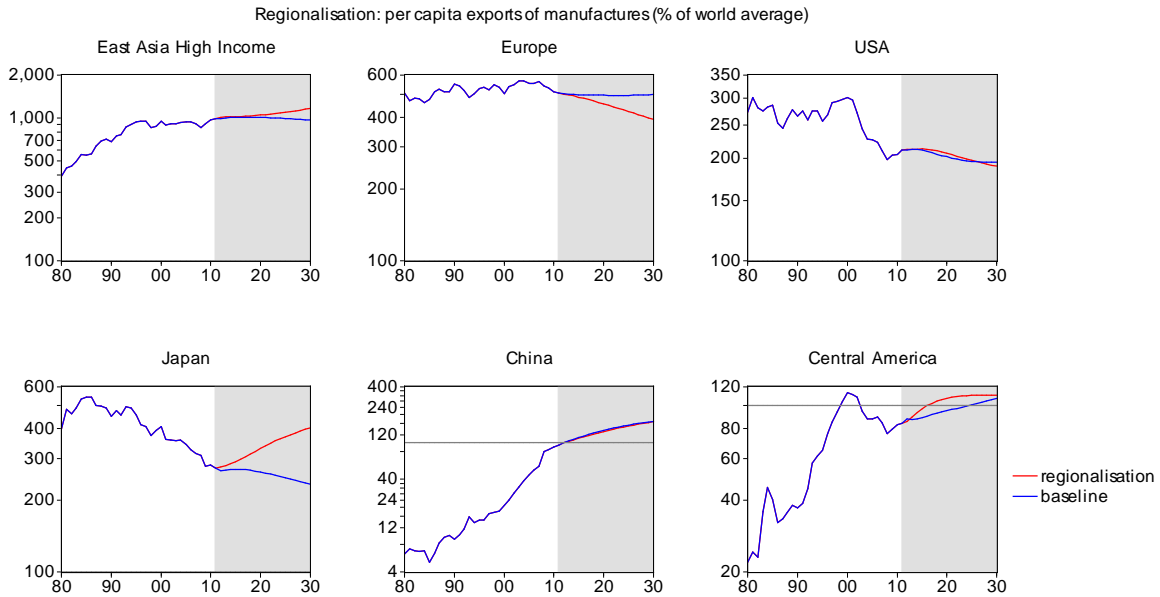 Regionalisation: per capita exports of manufactures (% of world average)
East Asia High Income
2,000
1,000
700
500
300
200
100
80 90 00 10 20 30
Europe
600
400
300
200
100
80 90 00 10 20 30
USA
350
300
250
200
150
100
80 90 00 10 20 30
Japan
600
400
300
200
100
80 90 00 10 20 30
China
400
240
120
40
24
12
4
80 90 00 10 20 30
Central America
120
80
60
40
20
80 90 00 10 20 30
regionalisation
baseline